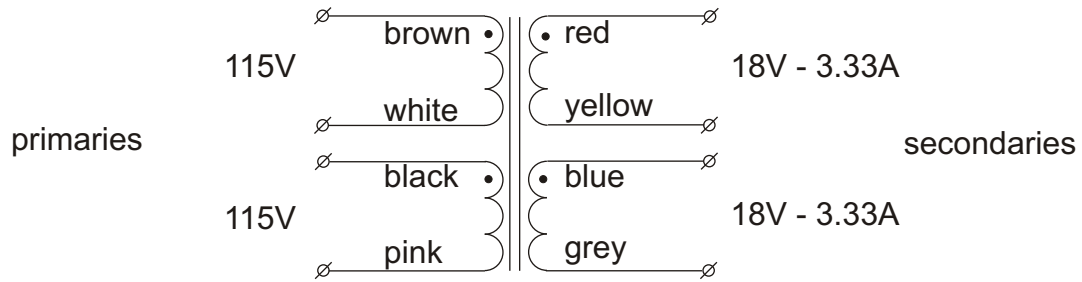 brown
red
115V
18V - 3.33A
white
yellow
primaries
secondaries
black
blue
115V
18V - 3.33A
pink
grey